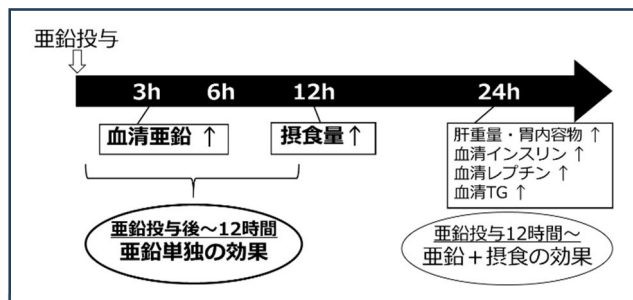 亜鉛投与
3h 6h 12h 24h
血清亜鉛 ↑
摂食量↑
肝重量・胃内容物 ↑
血清インスリン ↑
血清レプチン ↑
血清TG ↑
亜鉛投与後～12時間
亜鉛単独の効果
亜鉛投与12時間～
亜鉛＋摂食の効果